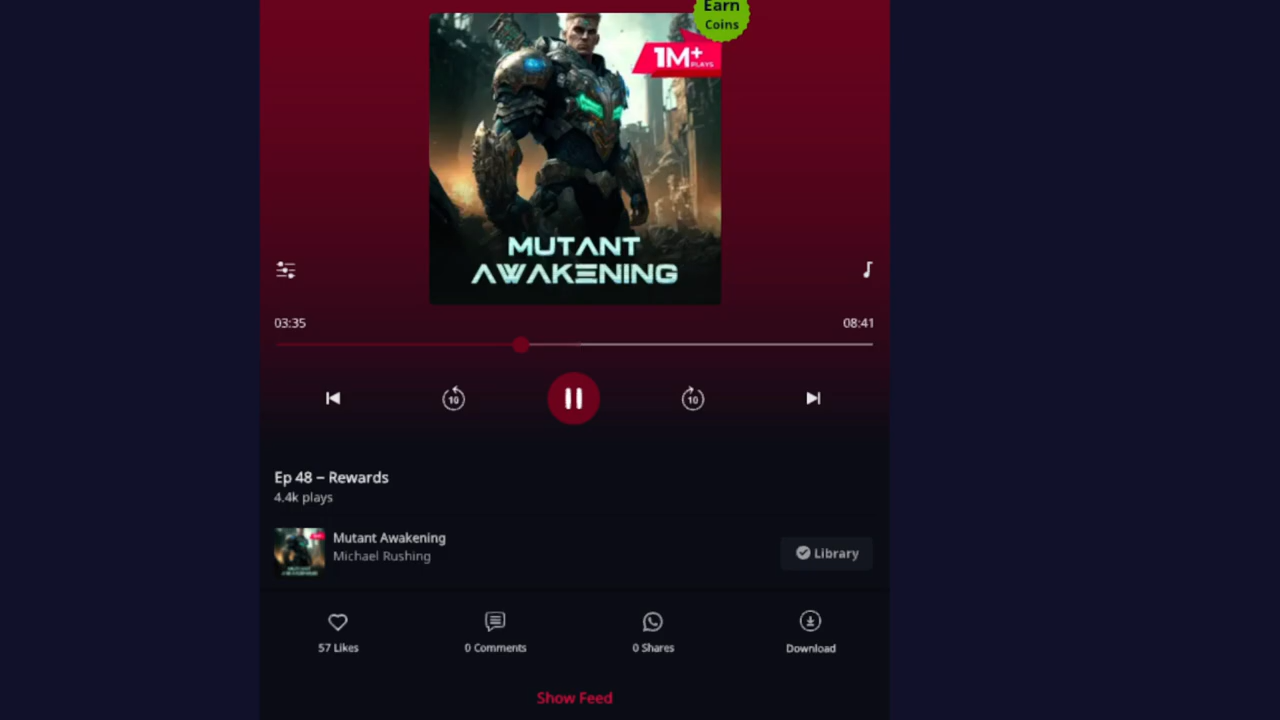 Earn
Coins
1M+
PLAYS
MUTANT
AWAKENING
03:35
08:41
10
10
Ep 48 – Rewards
4.4k plays
Mutant Awakening
Michael Rushing
Library
57 Likes
0 Comments
0 Shares
Download
Show Feed